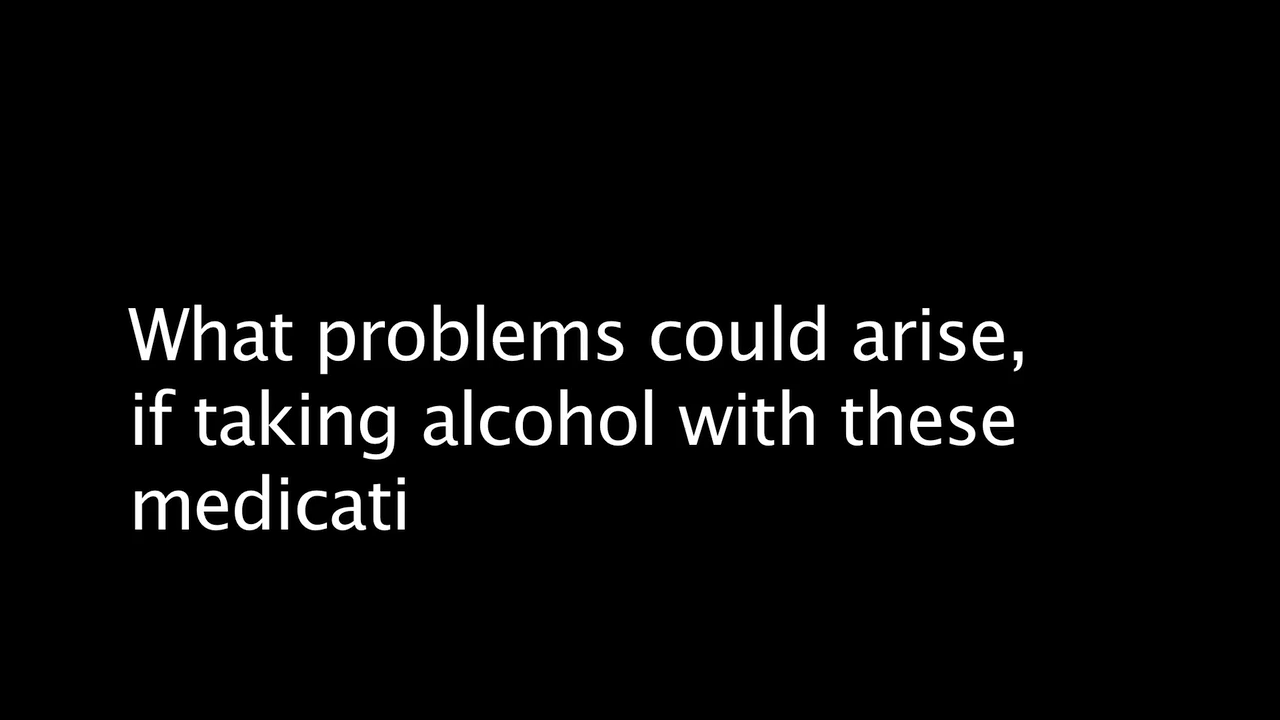 What problems could arise,
if taking alcohol with these
medicati